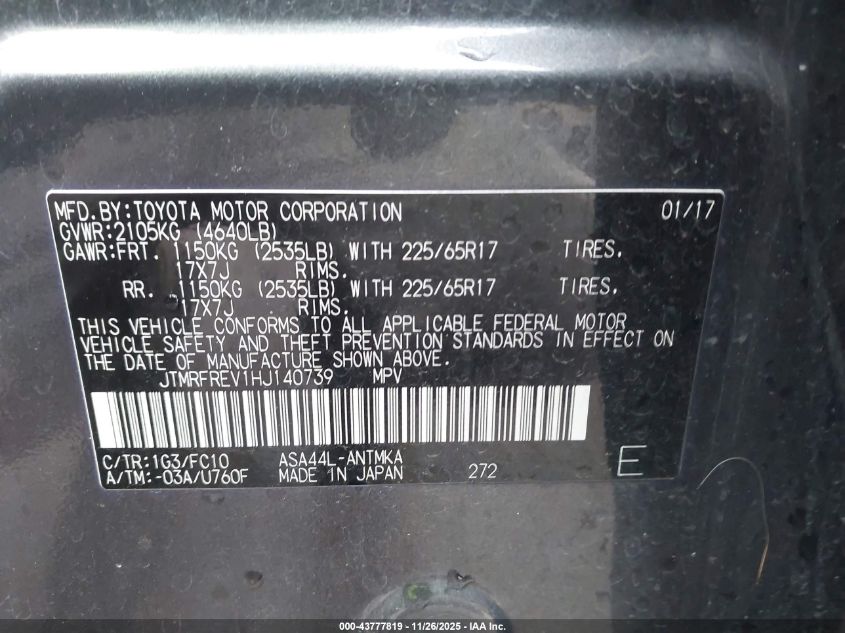 MFD.BY:TOYOTA MOTOR CORPORATION 01/17
GVWR:2105KG (4640LB)
GAWR:FRT. 1150KG (2535LB) WITH 225/65R17 TIRES.
17X7J RIMS.
RR. 1150KG (2535LB) WITH 225/65R17 TIRES.
17X7J RIMS.
THIS VEHICLE CONFORMS TO ALL APPLICABLE FEDERAL MOTOR
VEHICLE SAFETY AND THEFT PREVENTION STANDARDS IN EFFECT ON
THE DATE OF MANUFACTURE SHOWN ABOVE.
JTMRFREV1HJ140739 MPV
C/TR:1G3/FC10 ASA44L-ANTMKA
A/TM:-03A/U760F MADE IN JAPAN 272 E
000-43777819 - 11/26/2025 - IAA Inc.